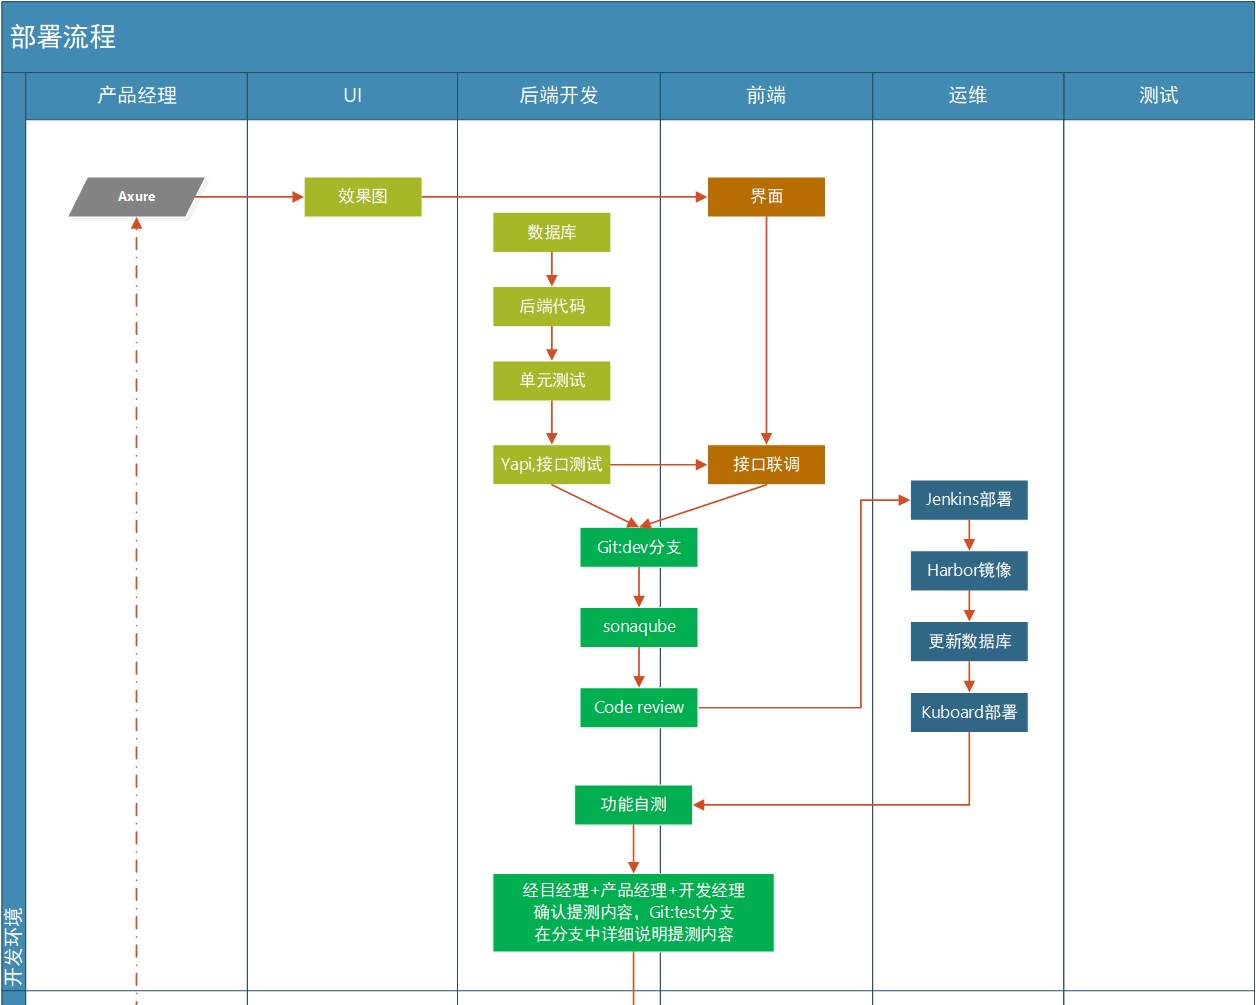 部署流程
产品经理
UI
后端开发
前端
运维
测试
Axure
效果图
界面
数据库
后端代码
单元测试
Yapi,接口测试
接口联调
Jenkins部署
Git:dev分支
Harbor镜像
sonaqube
更新数据库
Code review
Kuboard部署
功能自测
经目经理+产品经理+开发经理
确认提测内容，Git:test分支
在分支中详细说明提测内容
开发环境